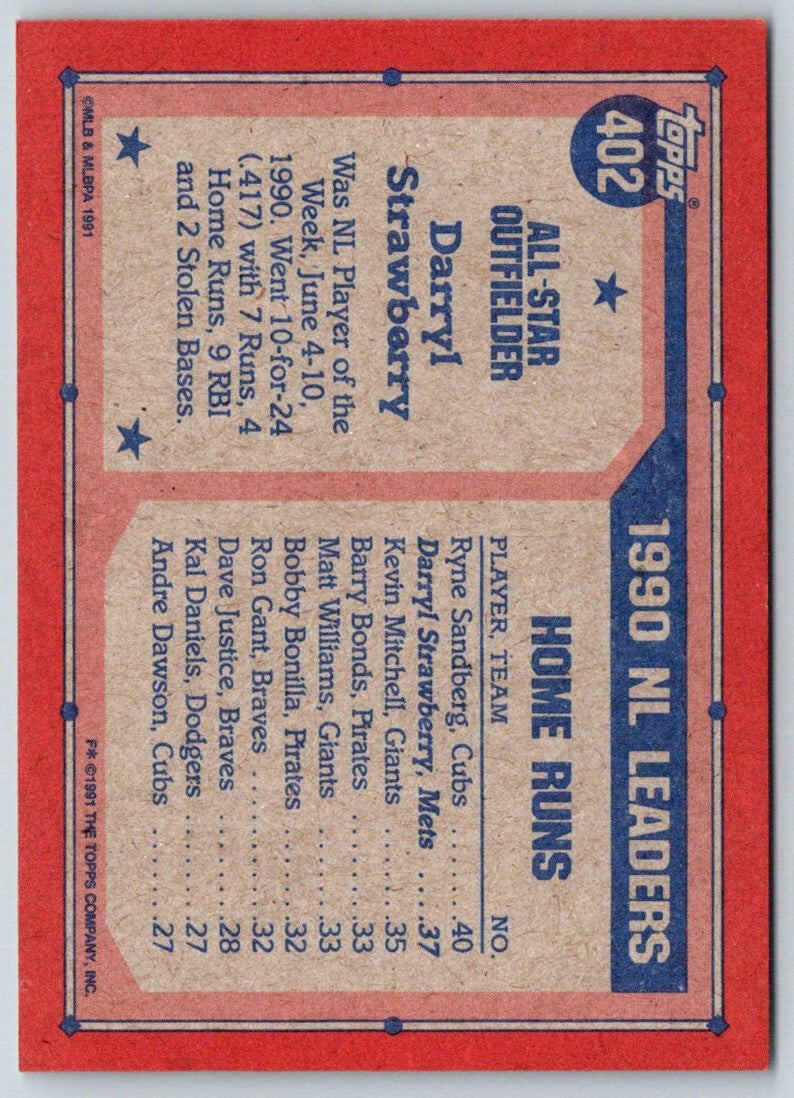 topps®
402
1990 NL LEADERS
ALL-STAR
OUTFIELDER
Darryl
Strawberry
Was NL Player of the
Week, June 4-10,
1990. Went 10-for-24
(.417) with 7 Runs, 4
Home Runs, 9 RBI
and 2 Stolen Bases.
HOME RUNS
PLAYER, TEAM NO.
Ryne Sandberg, Cubs .......40
Darryl Strawberry, Mets ....37
Kevin Mitchell, Giants .......35
Barry Bonds, Pirates ........33
Matt Williams, Giants .......33
Bobby Bonilla, Pirates .......32
Ron Gant, Braves ...........32
Dave Justice, Braves ........28
Kal Daniels, Dodgers ........27
Andre Dawson, Cubs .......27
©MLB & MLBPA 1991
F* ©1991 THE TOPPS COMPANY, INC.